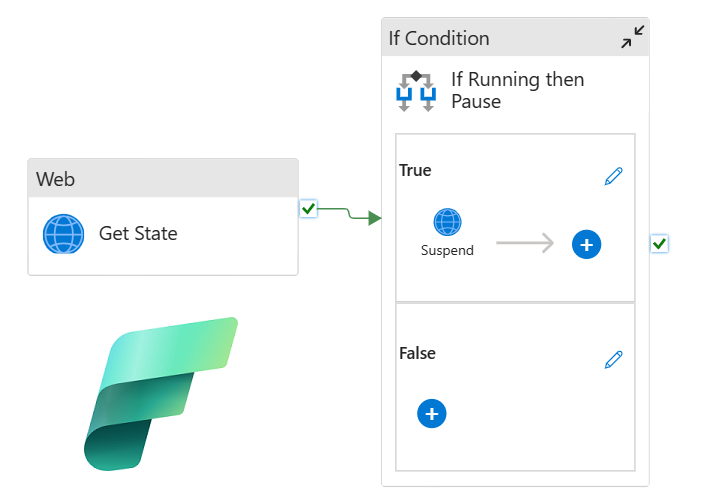 Web
Get State
If Condition
If Running then
Pause
True
Suspend
False